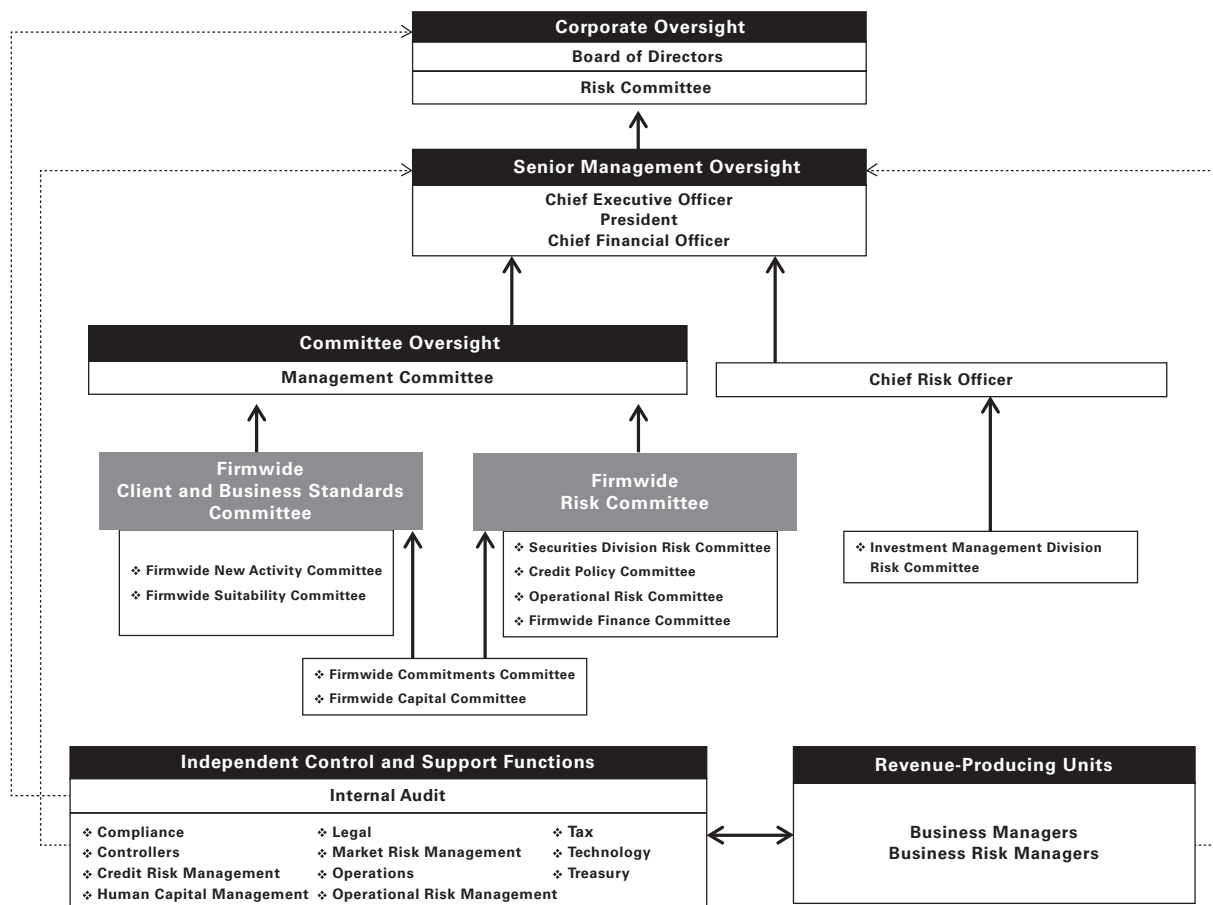 Corporate Oversight
Board of Directors
Risk Committee
Senior Management Oversight
Chief Executive Officer
President
Chief Financial Officer
Committee Oversight
Management Committee
Chief Risk Officer
Firmwide
Client and Business Standards
Committee
Firmwide
Risk Committee
❖ Firmwide New Activity Committee
❖ Firmwide Suitability Committee
❖ Securities Division Risk Committee
❖ Credit Policy Committee
❖ Operational Risk Committee
❖ Firmwide Finance Committee
❖ Investment Management Division
Risk Committee
❖ Firmwide Commitments Committee
❖ Firmwide Capital Committee
Independent Control and Support Functions
Internal Audit
❖ Compliance
❖ Controllers
❖ Credit Risk Management
❖ Human Capital Management
❖ Legal
❖ Market Risk Management
❖ Operations
❖ Operational Risk Management
❖ Tax
❖ Technology
❖ Treasury
Revenue-Producing Units
Business Managers
Business Risk Managers